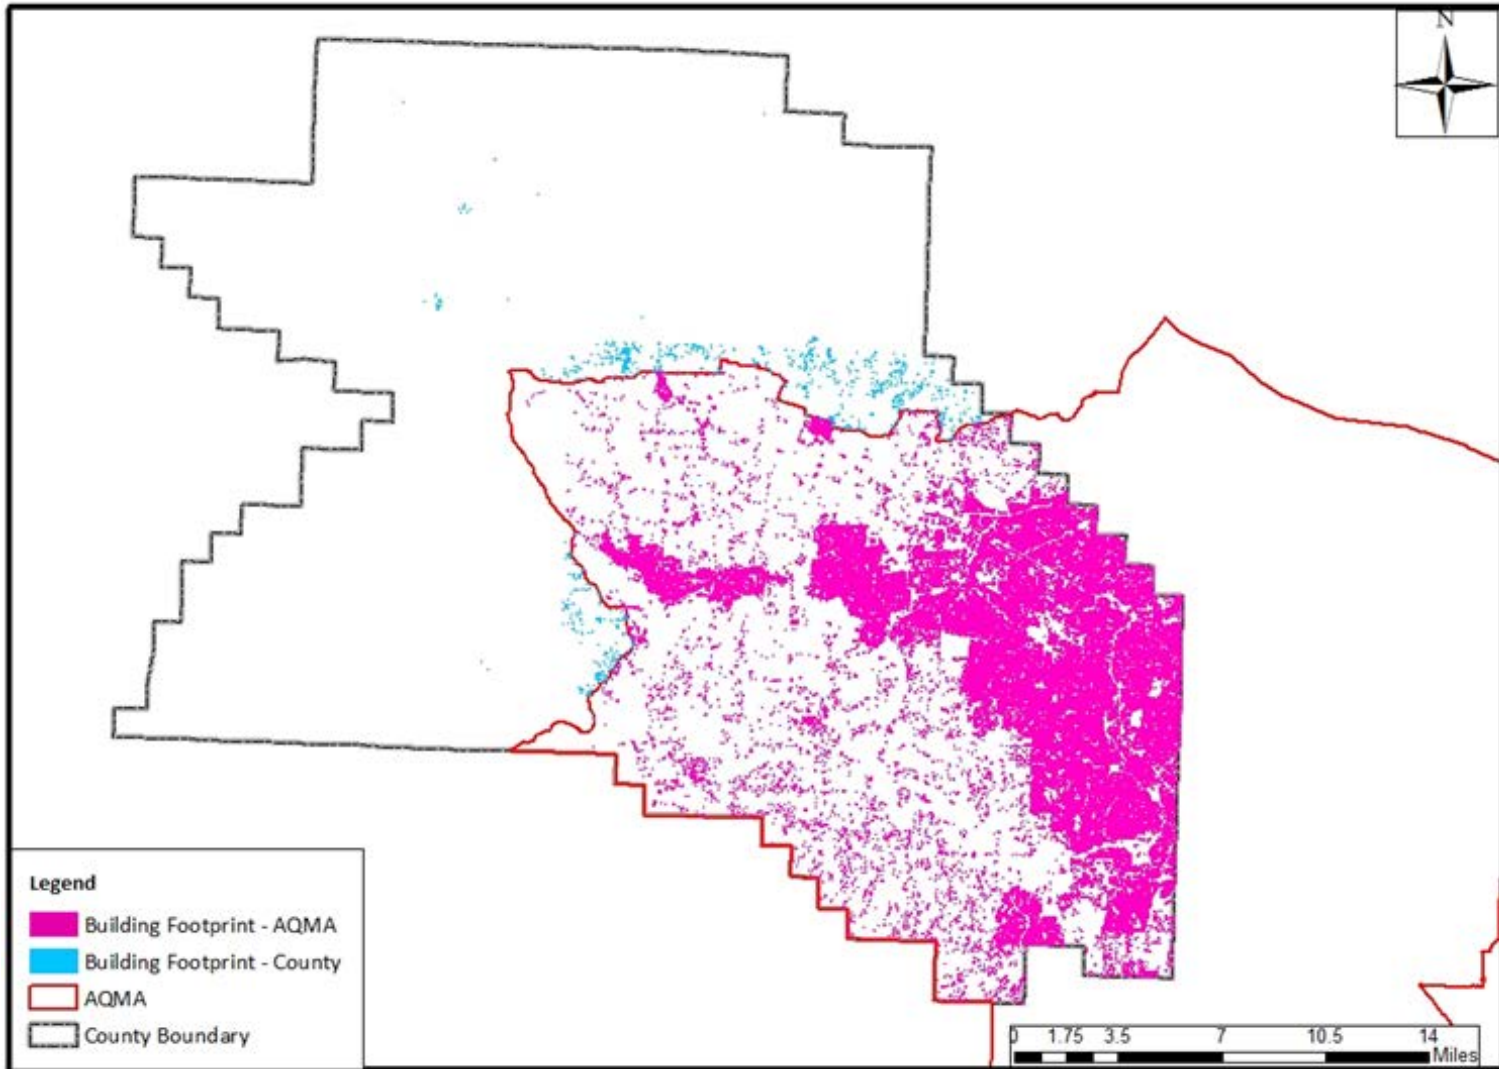 N
Legend
Building Footprint - AQMA
Building Footprint - County
AQMA
County Boundary
0 1.75 3.5 7 10.5 14
Miles